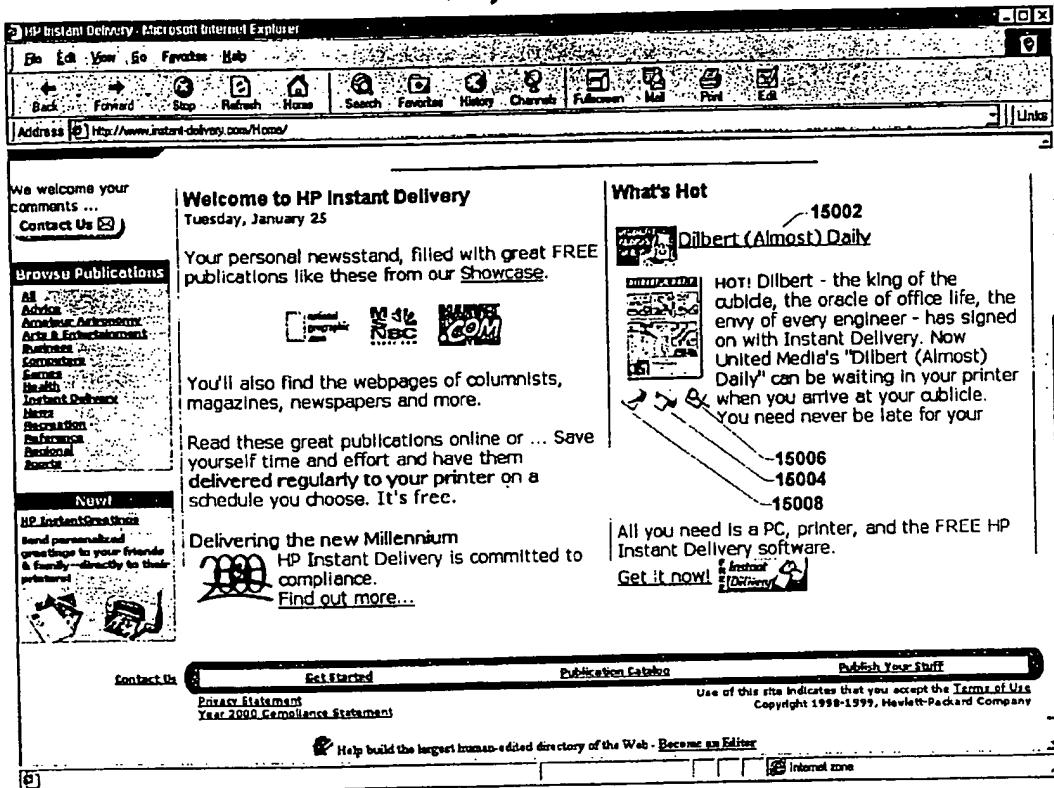 HP Instant Delivery - Microsoft Internet Explorer
File Edit View Go Favorites Help
Back Forward Stop Refresh Home Search Favorites History Channels Fullscreen Mail Print Edit
Address http://www.instant-delivery.com/Home/ Links
We welcome your
comments ...
Contact Us
Browse Publications
All
Advice
Amateur Astronomy
Arts & Entertainment
Business
Computers
Games
Health
Instant Delivery
News
Recreation
Reference
Regional
Sports
New!
HP InstantGreetings
Send personalized
greetings to your friends
& family--directly to their
printers!
Welcome to HP Instant Delivery
Tuesday, January 25
Your personal newsstand, filled with great FREE
publications like these from our Showcase.
national
geographic
MSNBC
MARVEL
.COM
You'll also find the webpages of columnists,
magazines, newspapers and more.
Read these great publications online or ... Save
yourself time and effort and have them
delivered regularly to your printer on a
schedule you choose. It's free.
Delivering the new Millennium
HP Instant Delivery is committed to
compliance.
Find out more...
What's Hot
15002
Dilbert (Almost) Daily
HOT! Dilbert - the king of the
cubicle, the oracle of office life, the
envy of every engineer - has signed
on with Instant Delivery. Now
United Media's "Dilbert (Almost)
Daily" can be waiting in your printer
when you arrive at your cubicle.
You need never be late for your
15006
15004
15008
All you need is a PC, printer, and the FREE HP
Instant Delivery software.
Get it now!
Instant
Delivery
Contact Us
Get Started
Publication Catalog
Publish Your Stuff
Privacy Statement
Year 2000 Compliance Statement
Use of this site indicates that you accept the Terms of Use
Copyright 1998-1999, Hewlett-Packard Company
Help build the largest human-edited directory of the Web - Become an Editor
Internet zone